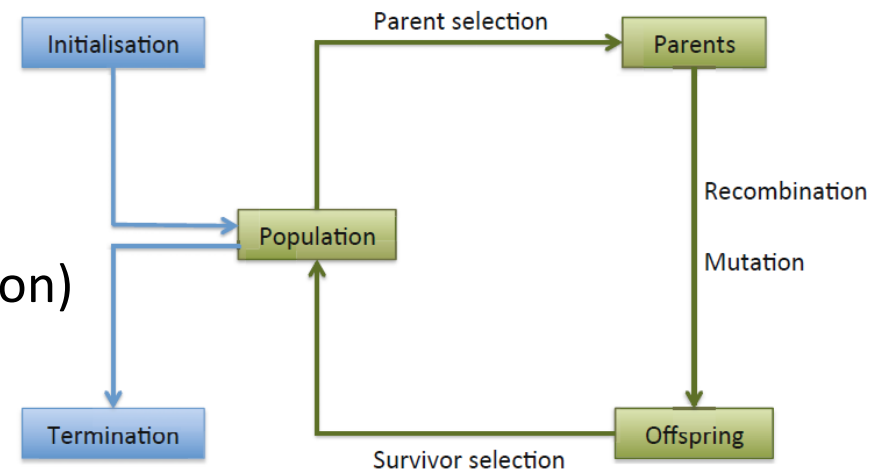 Parent selection
Initialisation
Parents
Recombination
Population
Mutation
on)
Termination
Offspring
Survivor selection